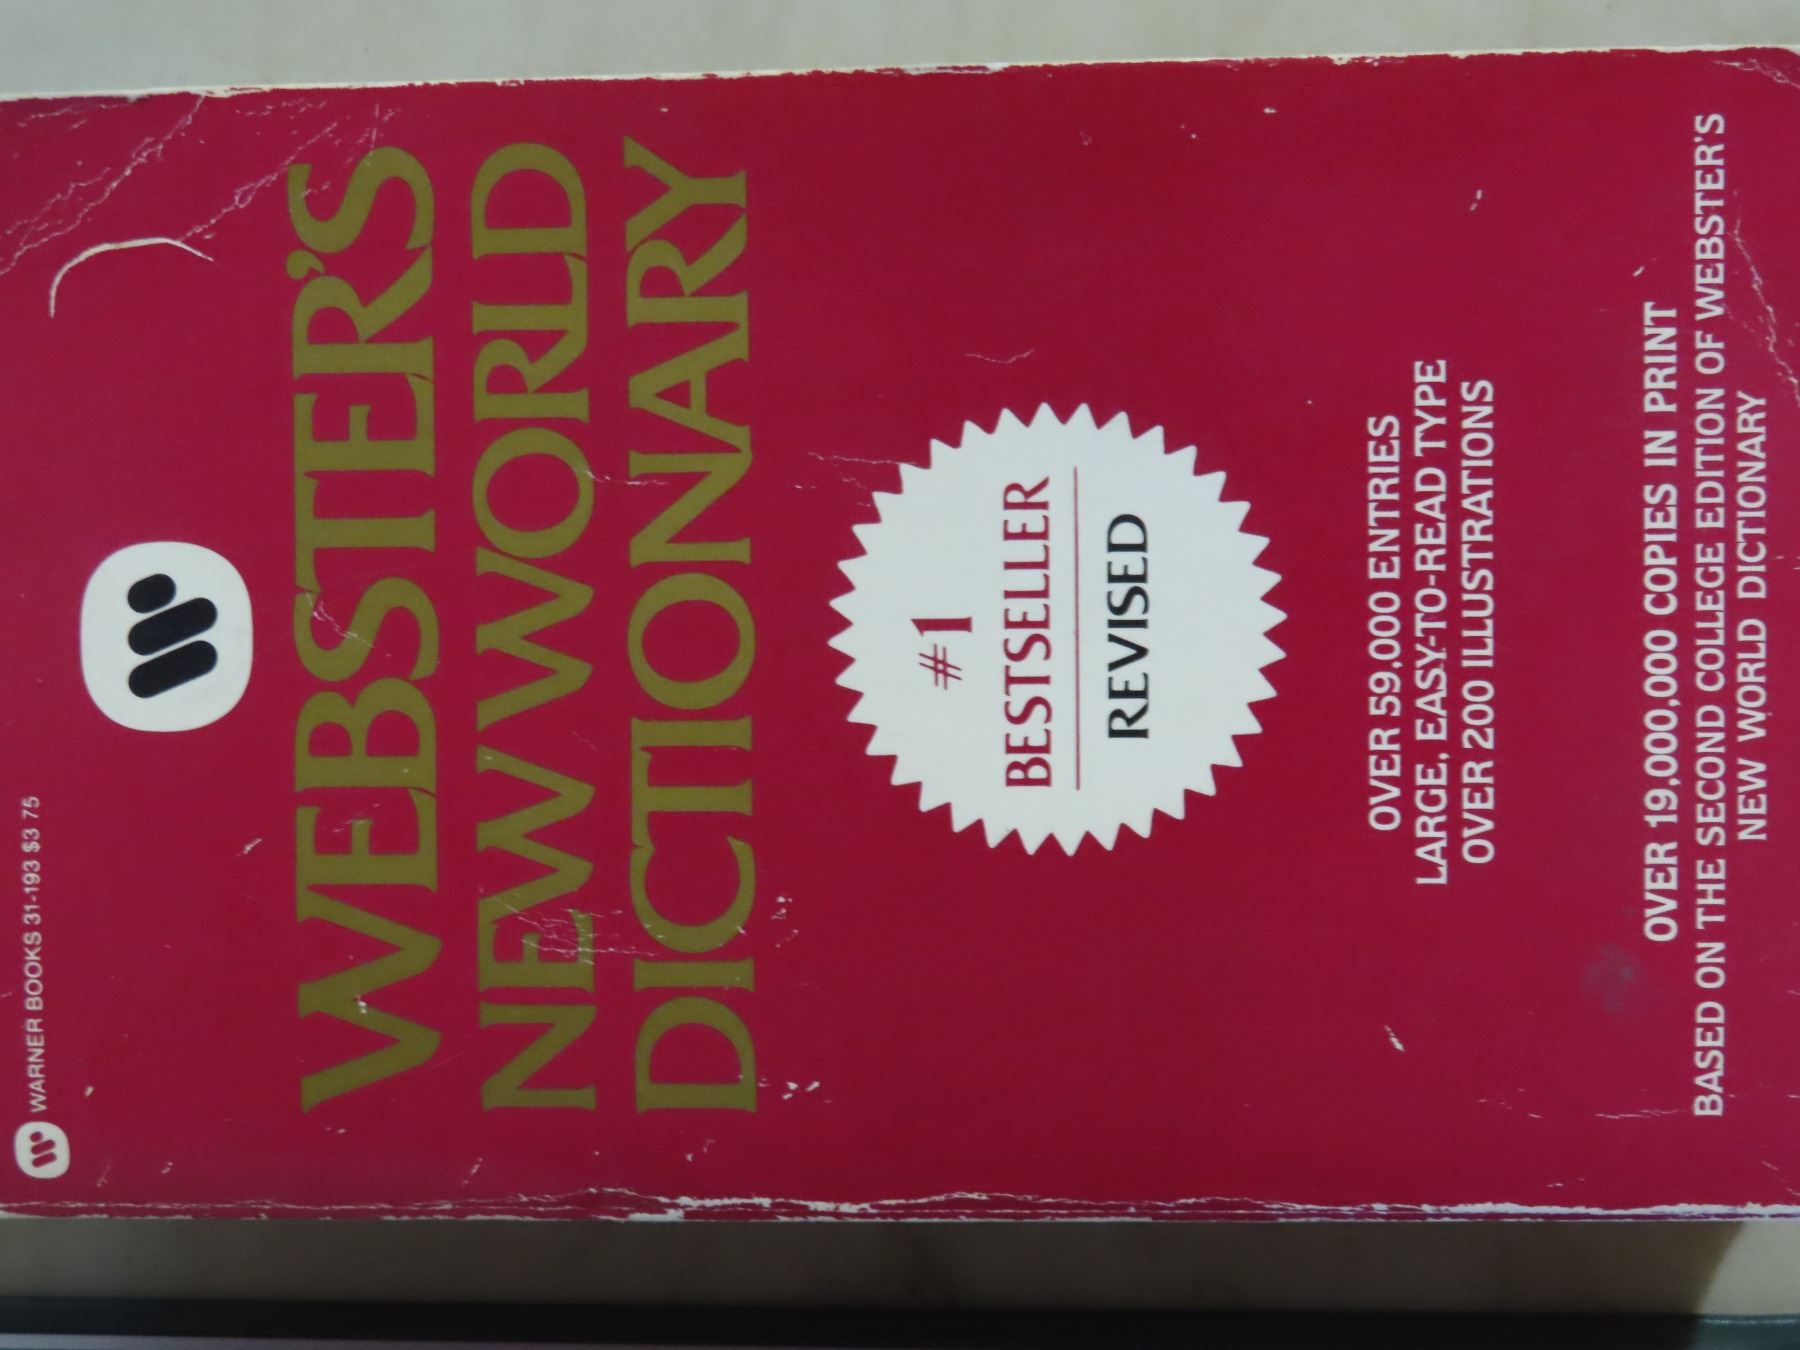 WARNER BOOKS 31-193 $3 75
WEBSTER'S
NEW WORLD
DICTIONARY
#1
BESTSELLER
REVISED
OVER 59,000 ENTRIES
LARGE, EASY-TO-READ TYPE
OVER 200 ILLUSTRATIONS
OVER 19,000,000 COPIES IN PRINT
BASED ON THE SECOND COLLEGE EDITION OF WEBSTER'S
NEW WORLD DICTIONARY